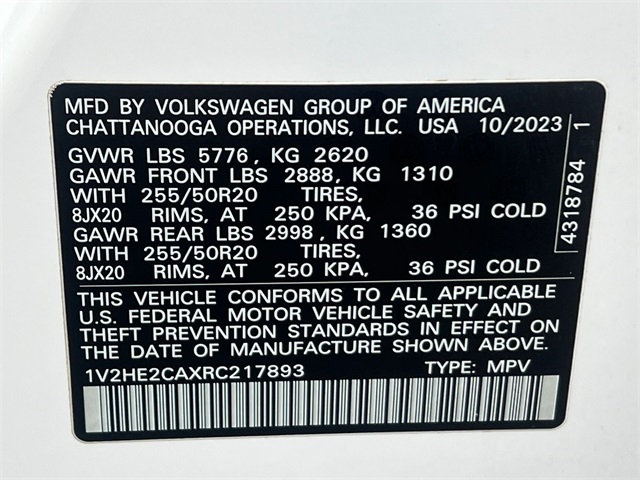 MFD BY VOLKSWAGEN GROUP OF AMERICA
CHATTANOOGA OPERATIONS, LLC. USA 10/2023
GVWR LBS 5776, KG 2620
GAWR FRONT LBS 2888, KG 1310
WITH 255/50R20 TIRES,
8JX20 RIMS, AT 250 KPA, 36 PSI COLD
GAWR REAR LBS 2998, KG 1360
WITH 255/50R20 TIRES,
8JX20 RIMS, AT 250 KPA, 36 PSI COLD
THIS VEHICLE CONFORMS TO ALL APPLICABLE
U.S. FEDERAL MOTOR VEHICLE SAFETY AND
THEFT PREVENTION STANDARDS IN EFFECT ON
THE DATE OF MANUFACTURE SHOWN ABOVE.
1V2HE2CAXRC217893 TYPE: MPV
4318784 1